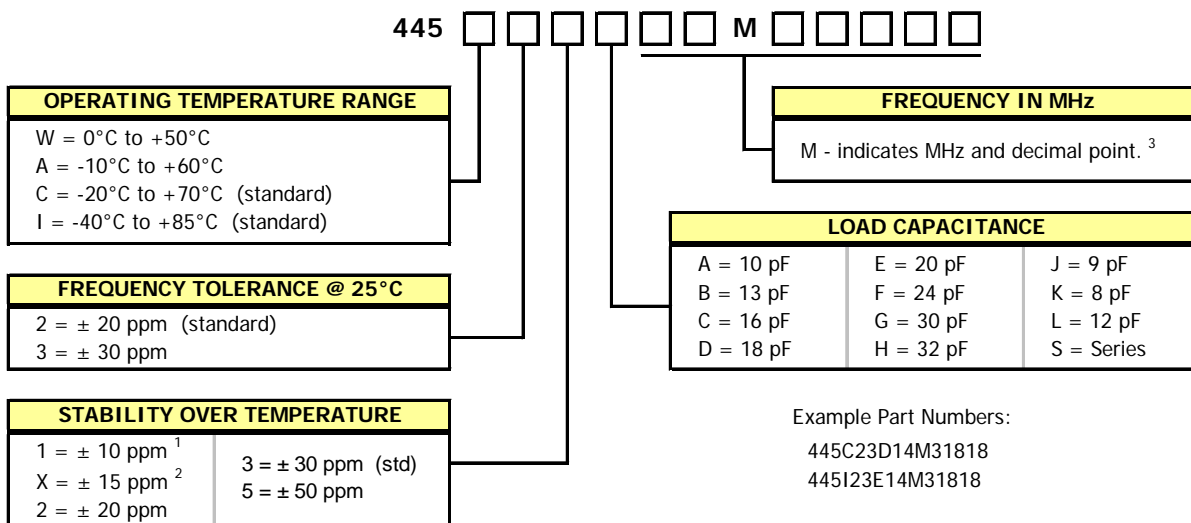 445 M
OPERATING TEMPERATURE RANGE
W = 0°C to +50°C
A = -10°C to +60°C
C = -20°C to +70°C (standard)
I = -40°C to +85°C (standard)
FREQUENCY TOLERANCE @ 25°C
2 = ± 20 ppm (standard)
3 = ± 30 ppm
STABILITY OVER TEMPERATURE
1 = ± 10 ppm 1
X = ± 15 ppm 2
2 = ± 20 ppm
3 = ± 30 ppm (std)
5 = ± 50 ppm
FREQUENCY IN MHz
M - indicates MHz and decimal point. 3
LOAD CAPACITANCE
A = 10 pF
B = 13 pF
C = 16 pF
D = 18 pF
E = 20 pF
F = 24 pF
G = 30 pF
H = 32 pF
J = 9 pF
K = 8 pF
L = 12 pF
S = Series
Example Part Numbers:
445C23D14M31818
445I23E14M31818